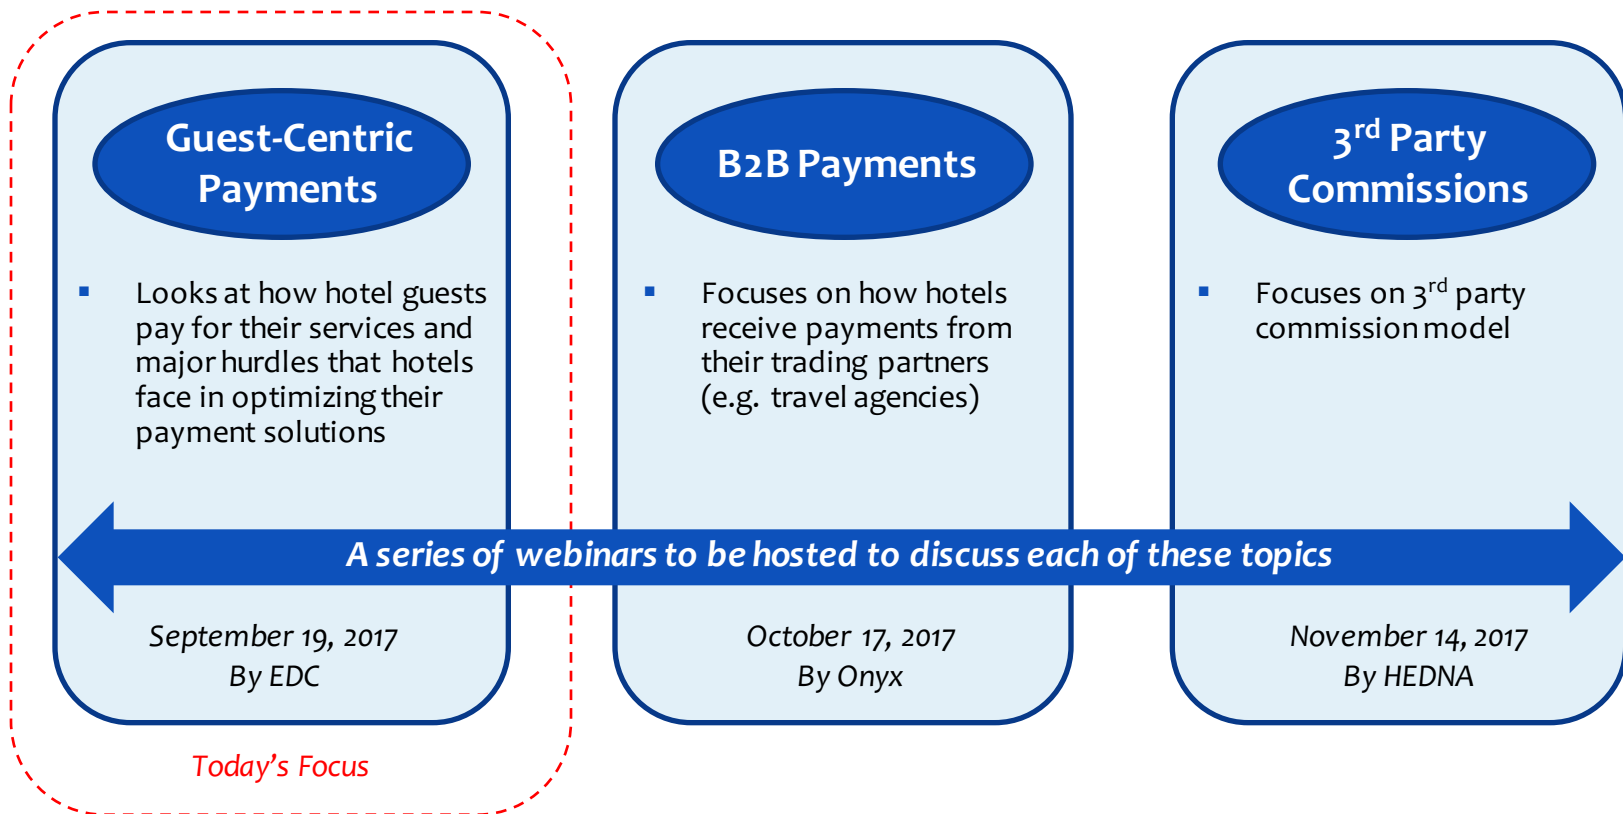 Guest-Centric
Payments
Looks at how hotel guests
pay for their services and
major hurdles that hotels
face in optimizing their
payment solutions
B2B Payments
Focuses on how hotels
receive payments from
their trading partners
(e.g. travel agencies)
3rd Party
Commissions
Focuses on 3rd party
commission model
A series of webinars to be hosted to discuss each of these topics
September 19, 2017
By EDC
October 17, 2017
By Onyx
November 14, 2017
By HEDNA
Today's Focus